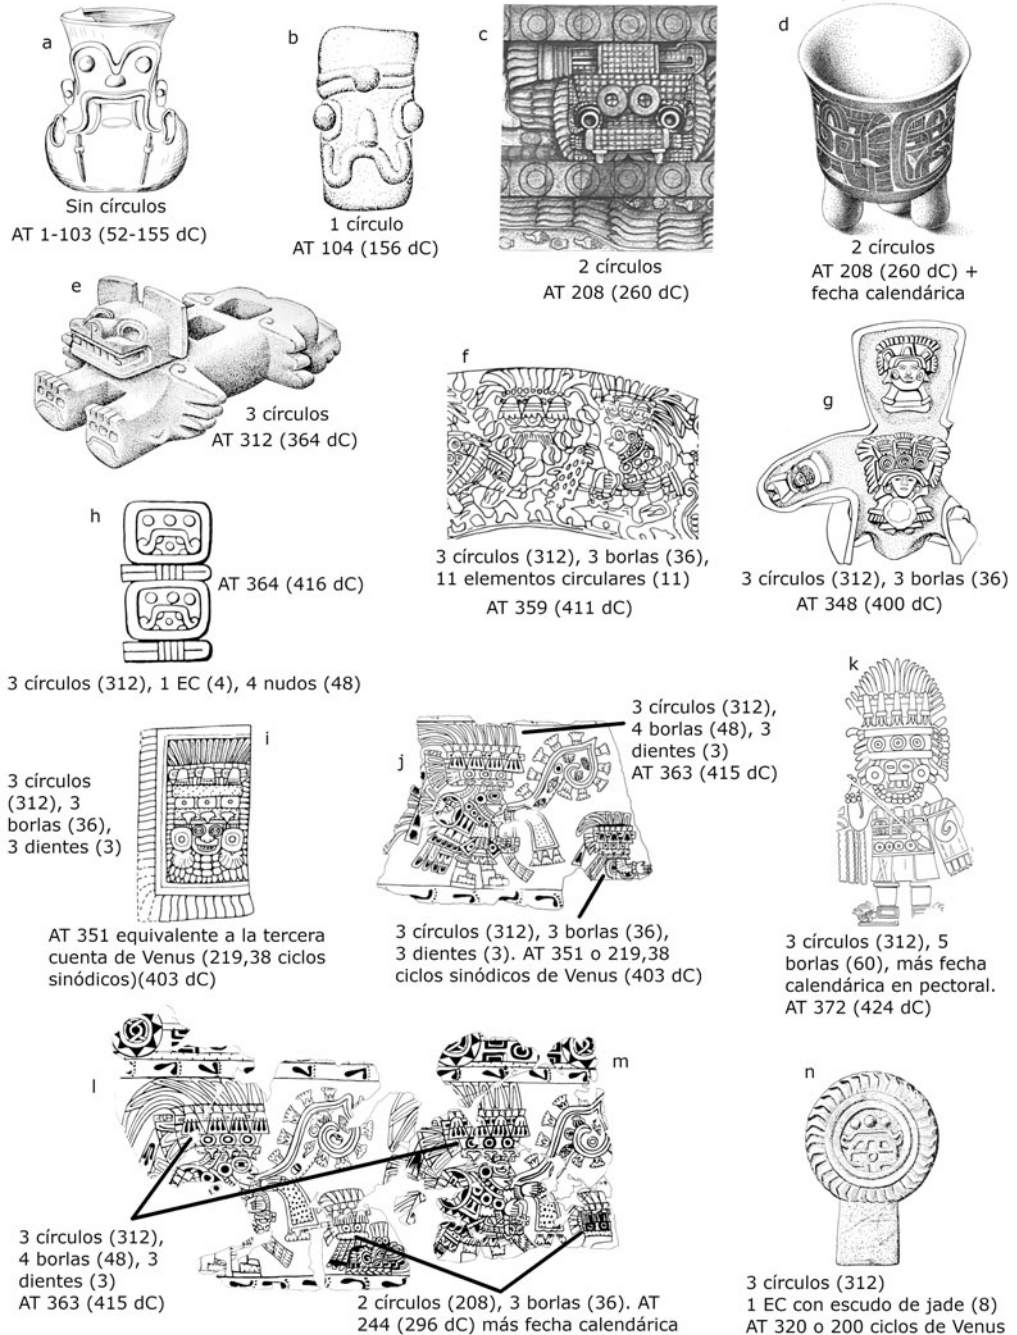 a
Sin círculos
AT 1-103 (52-155 dC)
b
1 círculo
AT 104 (156 dC)
c
2 círculos
AT 208 (260 dC)
d
2 círculos
AT 208 (260 dC) +
fecha calendárica
e
3 círculos
AT 312 (364 dC)
f
3 círculos (312), 3 borlas (36),
11 elementos circulares (11)
AT 359 (411 dC)
g
3 círculos (312), 3 borlas (36)
AT 348 (400 dC)
h
AT 364 (416 dC)
3 círculos (312), 1 EC (4), 4 nudos (48)
i
3 círculos
(312), 3
borlas (36),
3 dientes (3)
AT 351 equivalente a la tercera
cuenta de Venus (219,38 ciclos
sinódicos)(403 dC)
j
3 círculos (312),
4 borlas (48), 3
dientes (3)
AT 363 (415 dC)
3 círculos (312), 3 borlas (36),
3 dientes (3). AT 351 o 219,38
ciclos sinódicos de Venus (403 dC)
k
3 círculos (312), 5
borlas (60), más fecha
calendárica en pectoral.
AT 372 (424 dC)
l
3 círculos (312),
4 borlas (48), 3
dientes (3)
AT 363 (415 dC)
m
2 círculos (208), 3 borlas (36). AT
244 (296 dC) más fecha calendárica
n
3 círculos (312)
1 EC con escudo de jade (8)
AT 320 o 200 ciclos de Venus